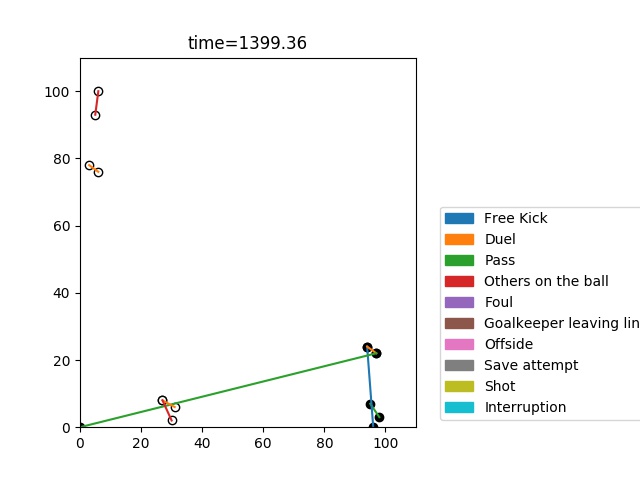 time=1399.36
100
80
60
40
20
0
0 20 40 60 80 100
Free Kick
Duel
Pass
Others on the ball
Foul
Goalkeeper leaving lin
Offside
Save attempt
Shot
Interruption